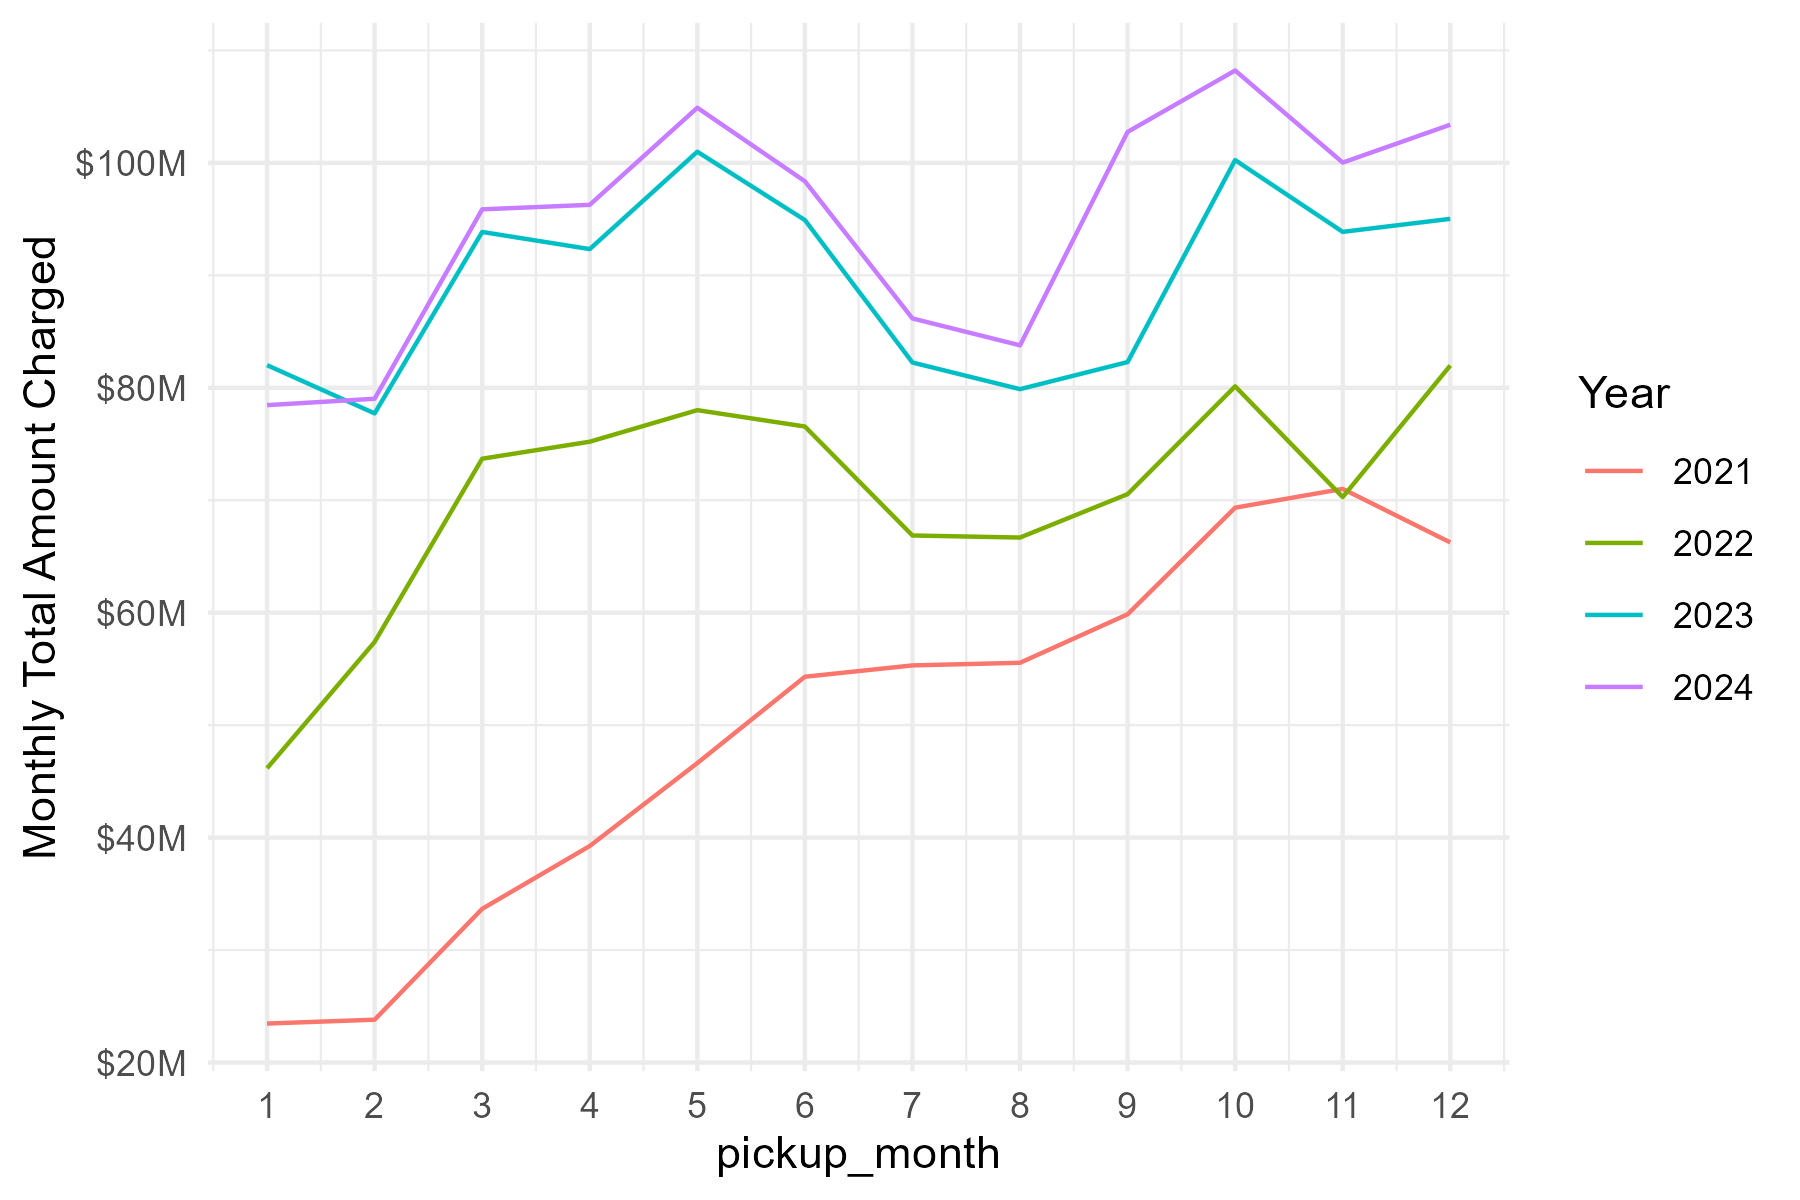 Monthly Total Amount Charged
$100M
$80M
$60M
$40M
$20M
1 2 3 4 5 6 7 8 9 10 11 12
pickup_month
Year
2021
2022
2023
2024